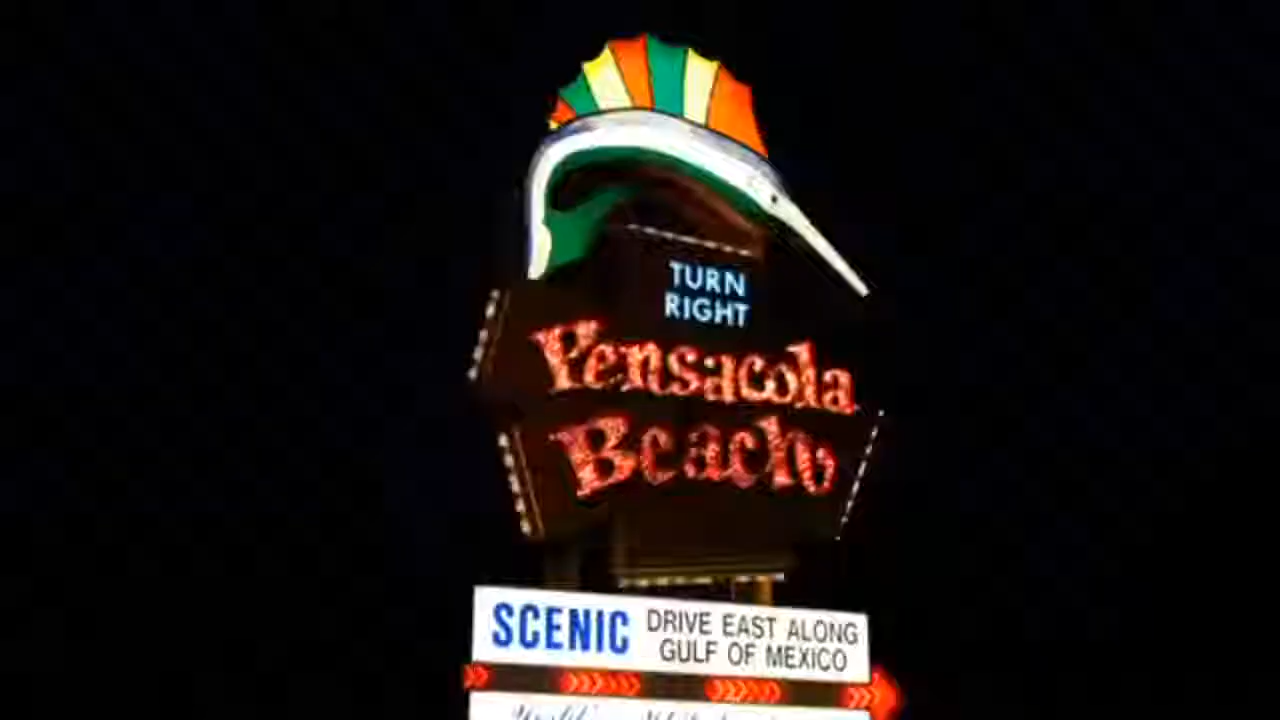 TURN
RIGHT
Pensacola
Beach
SCENIC DRIVE EAST ALONG
GULF OF MEXICO